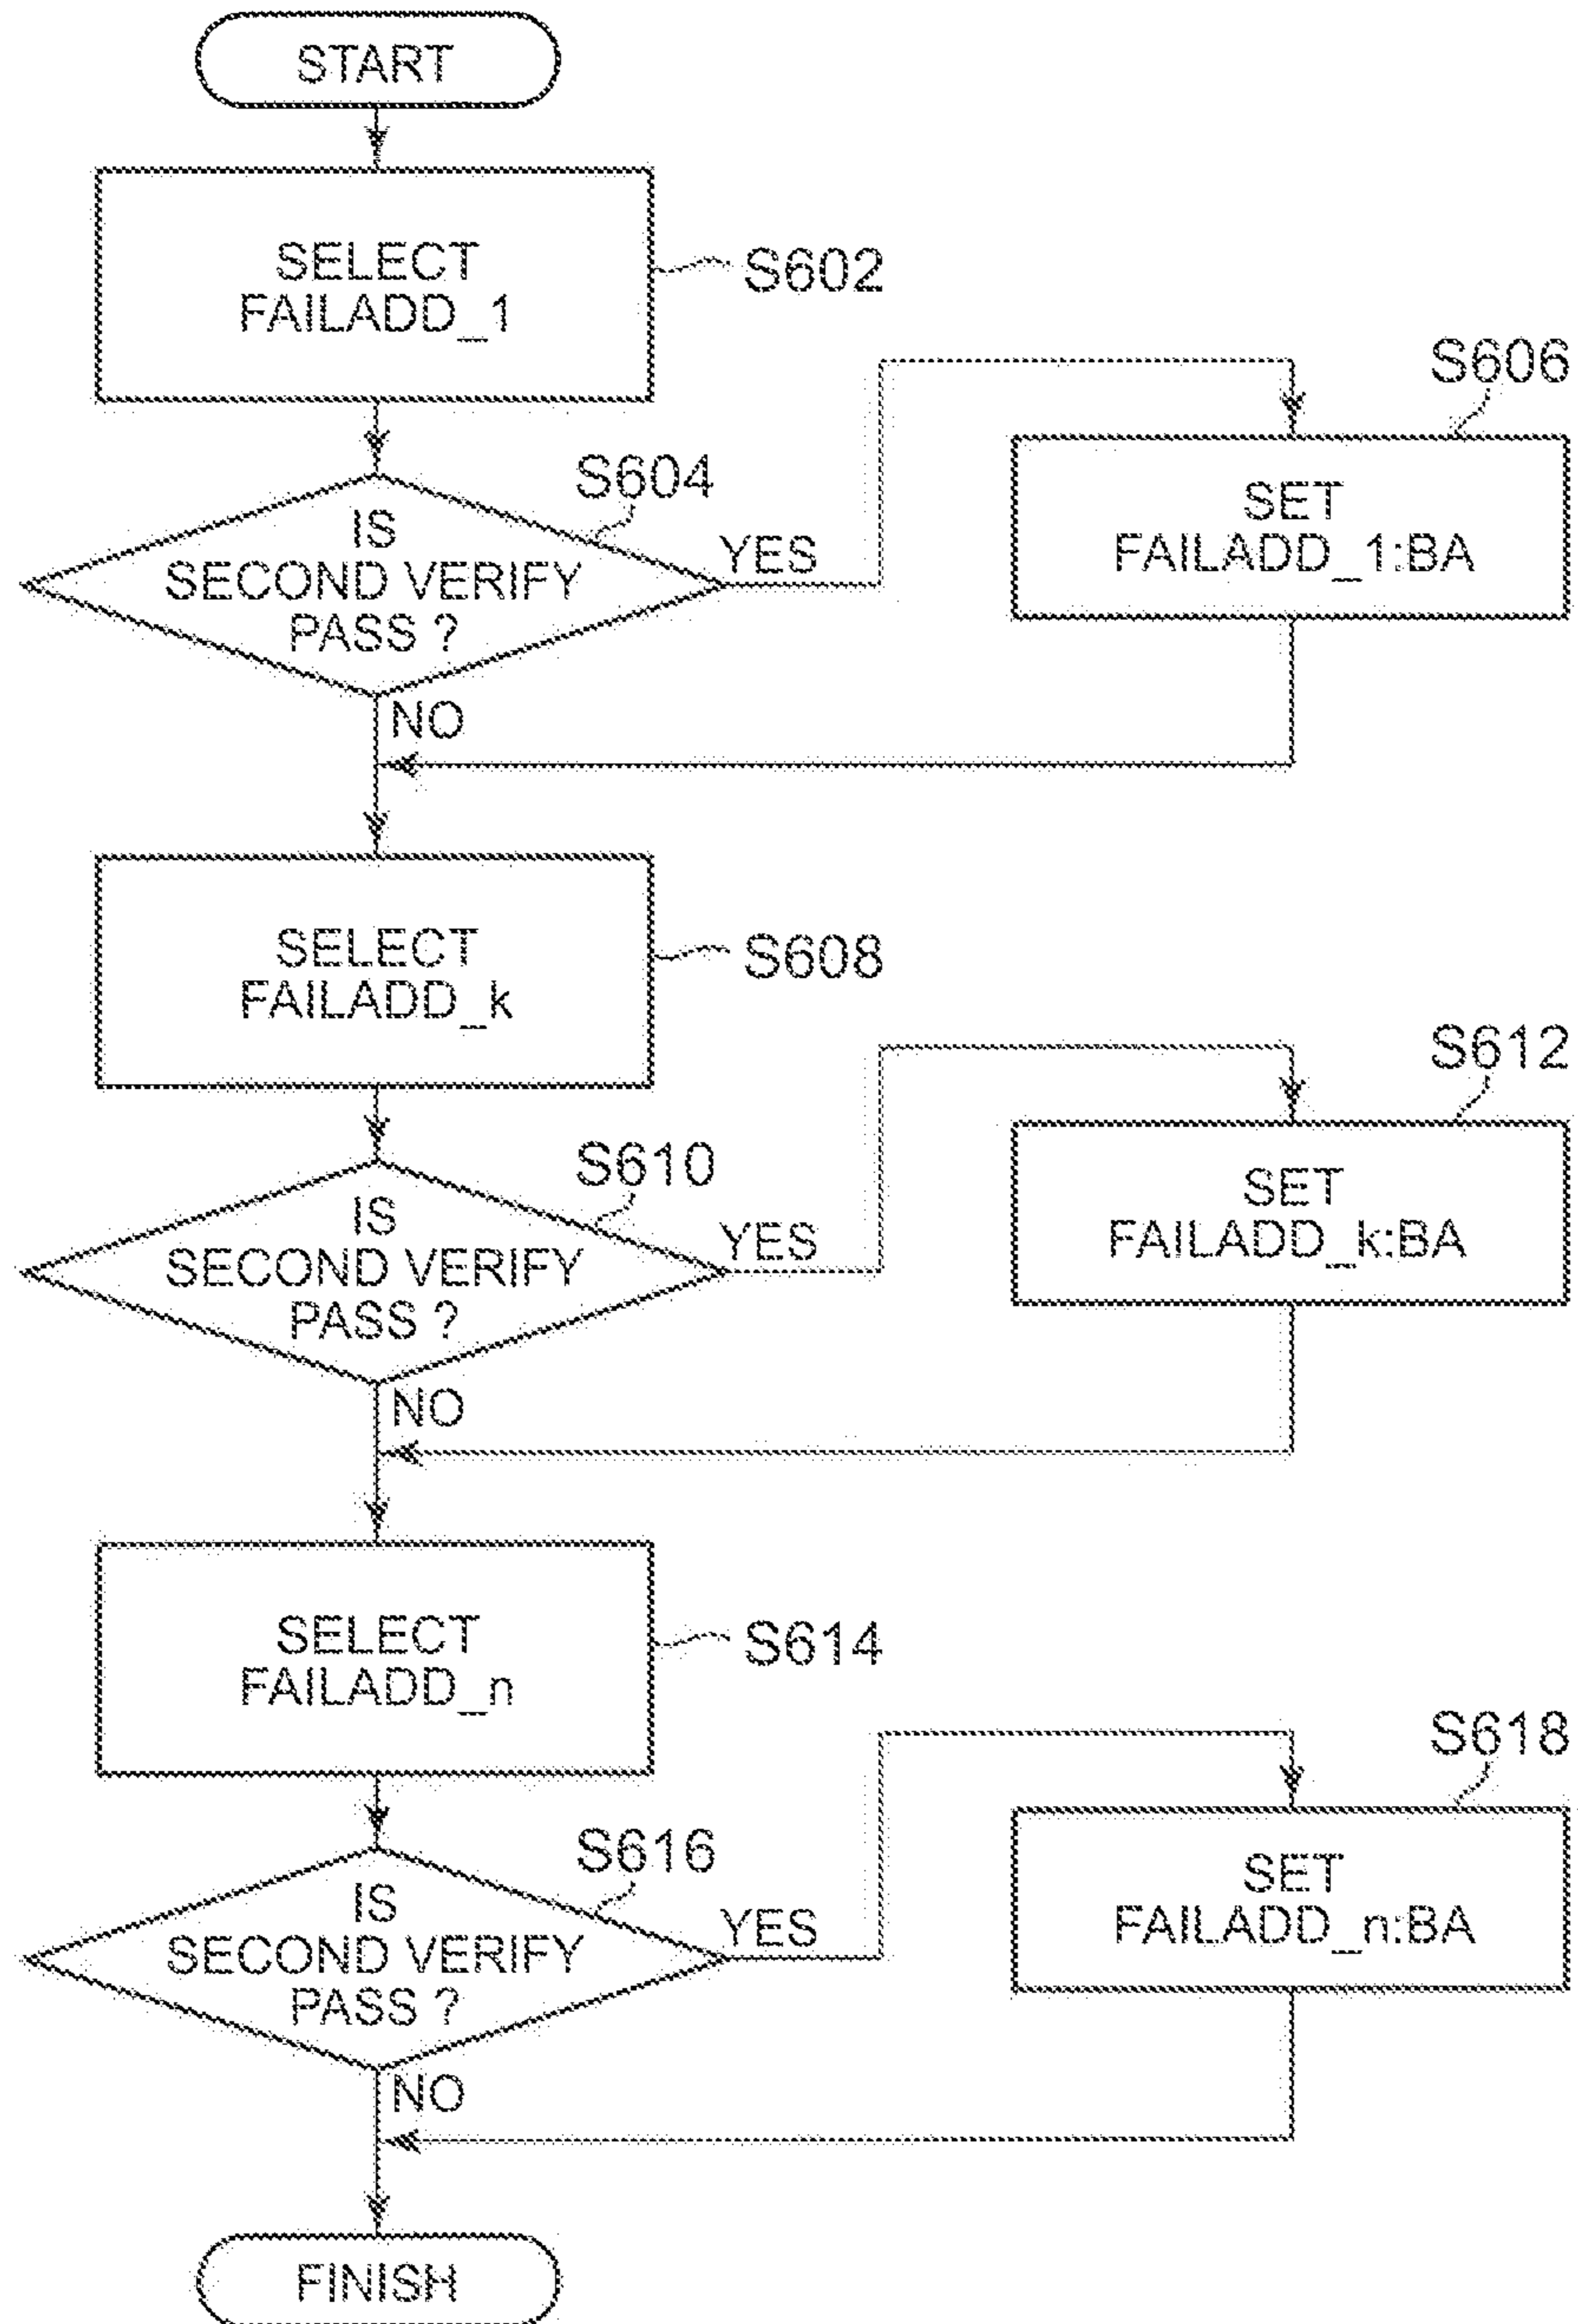 START
SELECT
FAILADD_1
S602
S606
SET
FAILADD_1:BA
S604
IS
SECOND VERIFY
PASS ?
YES
NO
SELECT
FAILADD_k
S608
S612
SET
FAILADD_k:BA
S610
IS
SECOND VERIFY
PASS ?
YES
NO
SELECT
FAILADD_n
S614
S618
SET
FAILADD_n:BA
S616
IS
SECOND VERIFY
PASS ?
YES
NO
FINISH